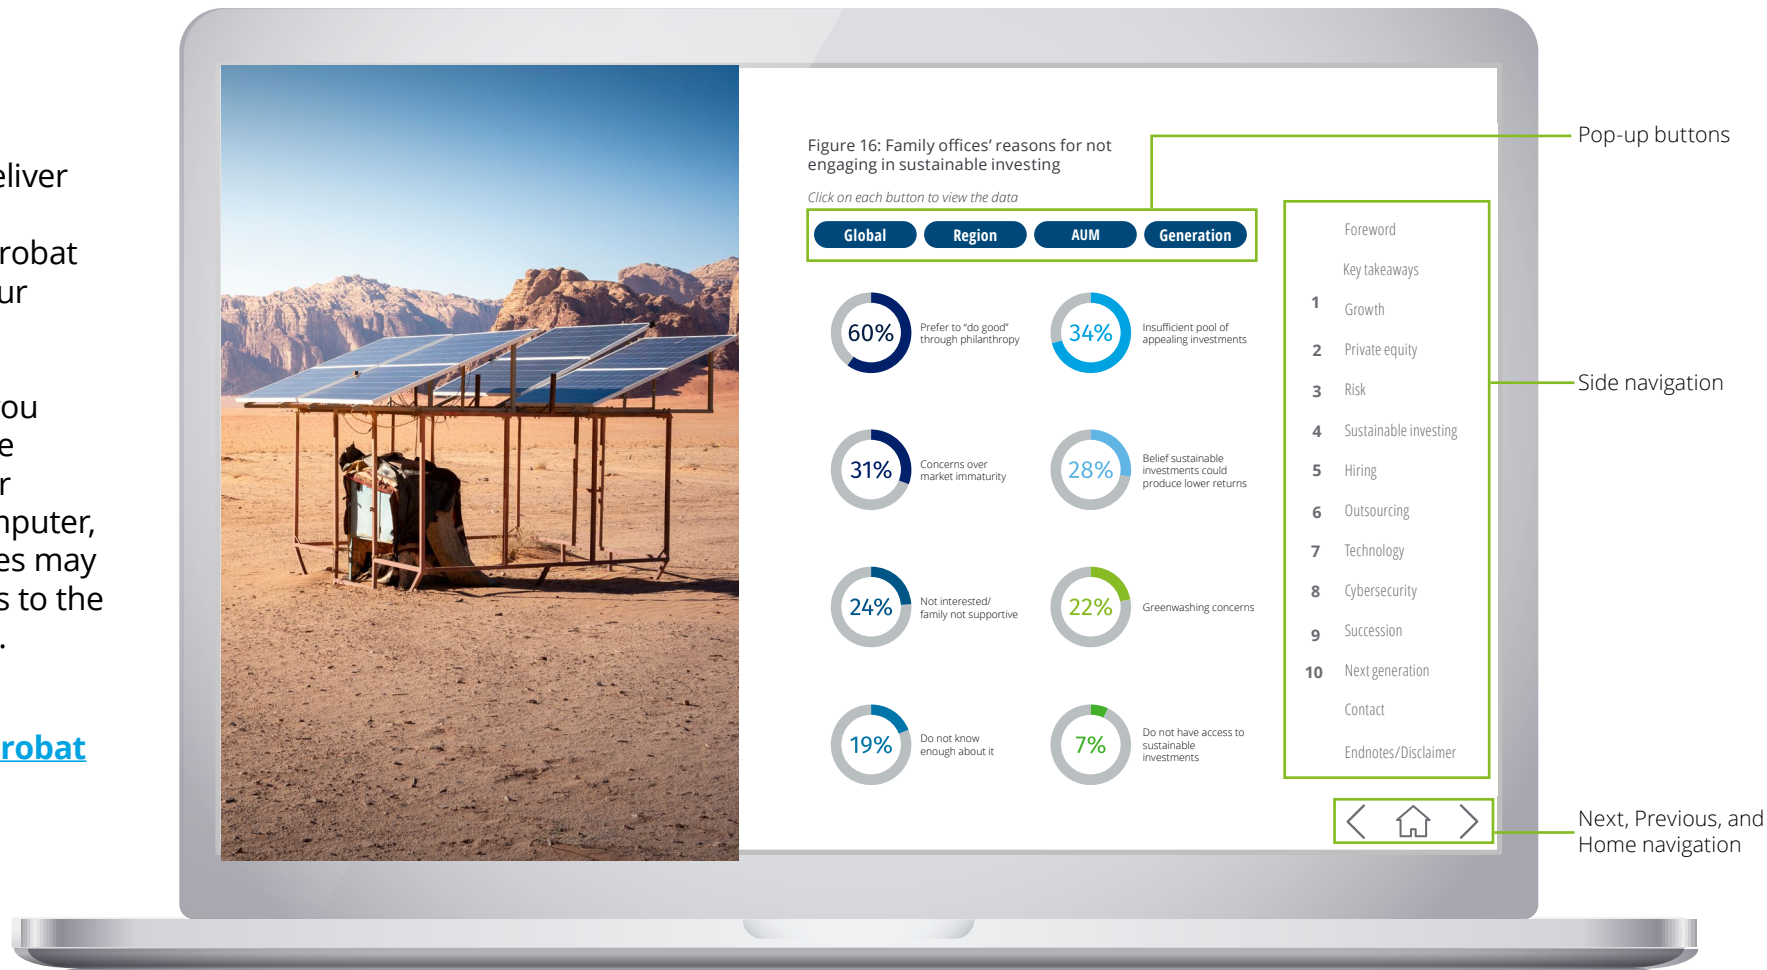 eliver
robat
ur
ou
e
r
nputer,
es may
s to the
.
robat
Figure 16: Family offices’ reasons for not
engaging in sustainable investing
Click on each button to view the data
Global Region AUM Generation
60% Prefer to “do good”
through philanthropy
34% Insufficient pool of
appealing investments
31% Concerns over
market immaturity
28% Belief sustainable
investments could
produce lower returns
24% Not interested/
family not supportive
22% Greenwashing concerns
19% Do not know
enough about it
7% Do not have access to
sustainable
investments
Foreword
Key takeaways
1 Growth
2 Private equity
3 Risk
4 Sustainable investing
5 Hiring
6 Outsourcing
7 Technology
8 Cybersecurity
9 Succession
10 Next generation
Contact
Endnotes/Disclaimer
Pop-up buttons
Side navigation
Next, Previous, and
Home navigation